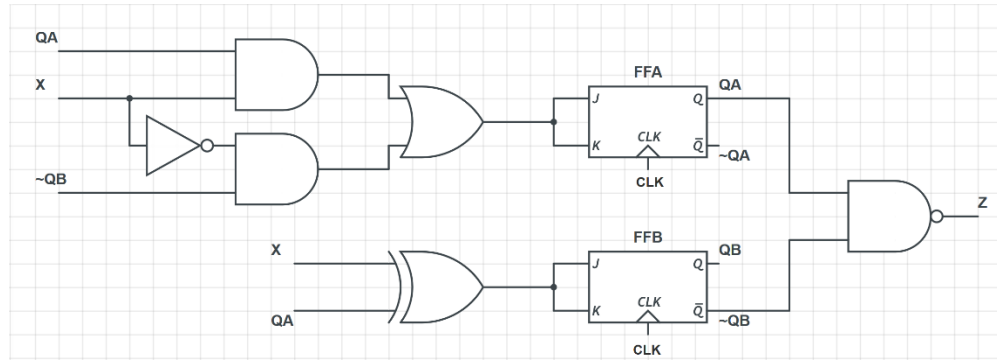 QA
X
~QB
FFA
J
Q
QA
CLK
K
Q̅
~QA
CLK
Z
X
QA
FFB
J
Q
QB
CLK
K
Q̅
~QB
CLK